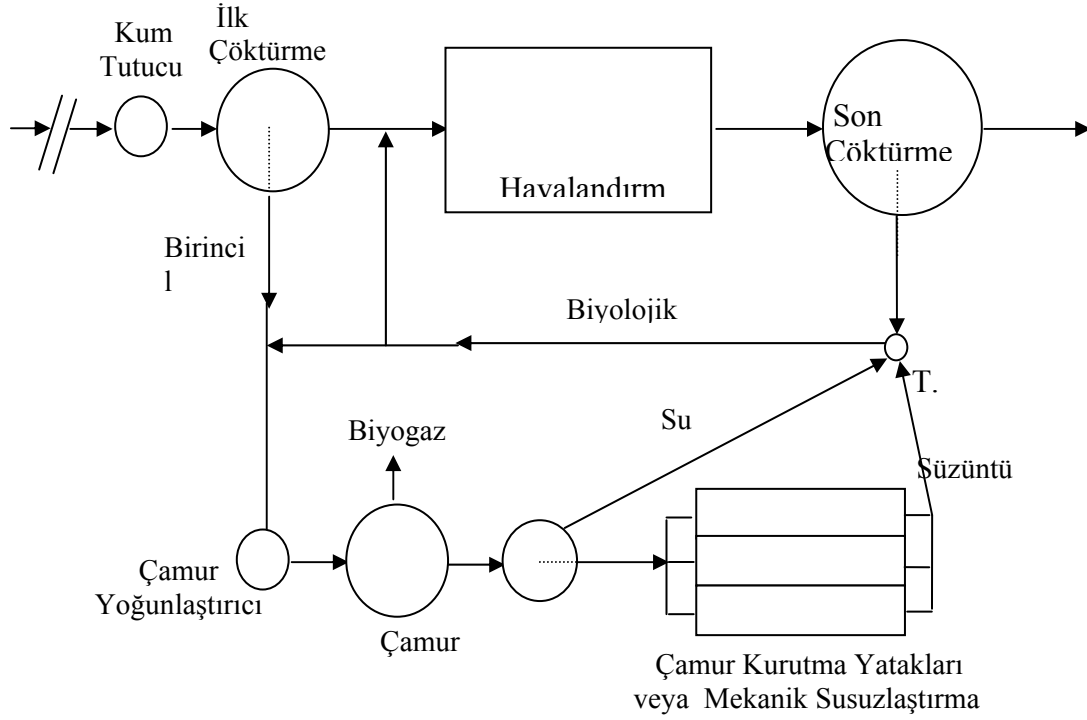 Kum
Tutucu
İlk
Çöktürme
Havalandırm
Son
Çöktürme
Birinci
l
Biyolojik
T.
Su
Biyogaz
Süzüntü
Çamur
Yoğunlaştırıcı
Çamur
Çamur Kurutma Yatakları
veya Mekanik Susuzlaştırma